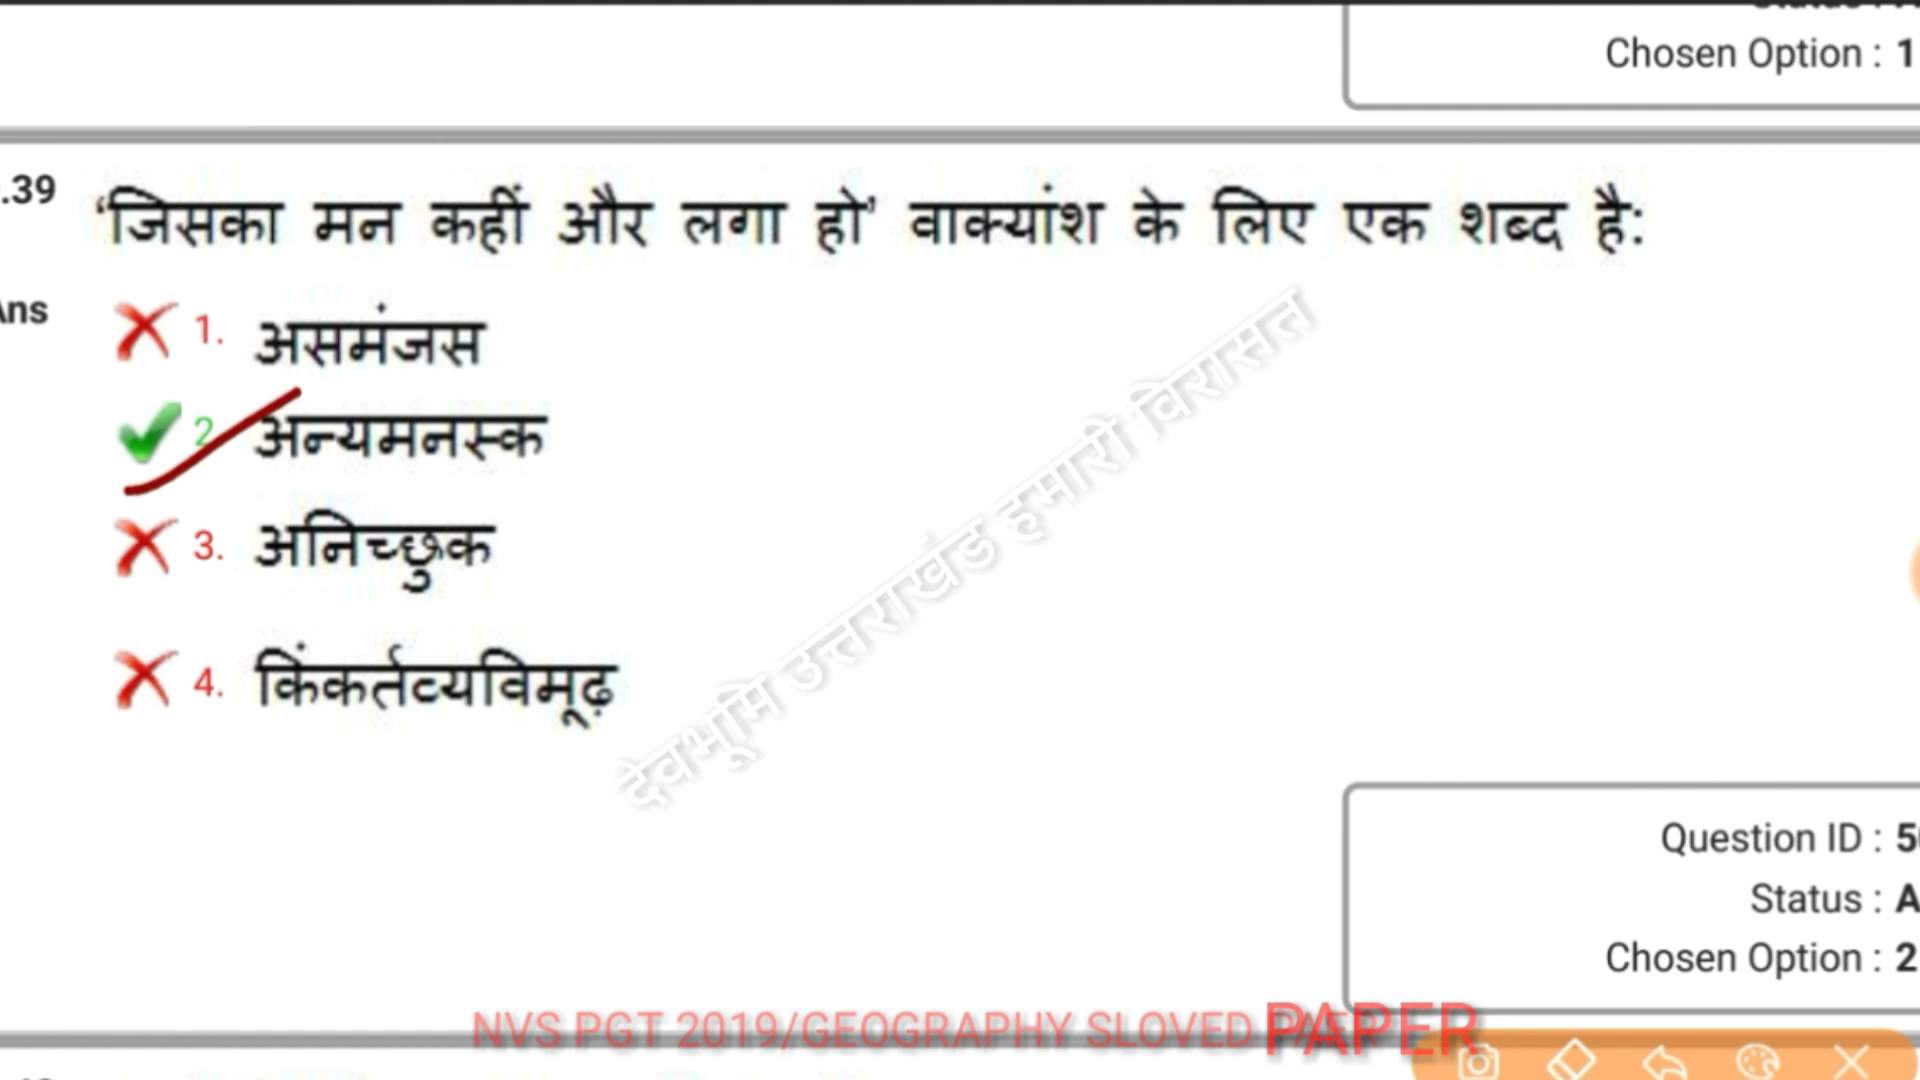 Chosen Option : 1
.39 'जिसका मन कहीं और लगा हो' वाक्यांश के लिए एक शब्द है:
Ans
1. असमंजस
2 अन्यमनस्क
3. अनिच्छुक
4. किंकर्तव्यविमूढ़
देवभूमि उत्तराखंड हमारी विरासत
Question ID : 5
Status : A
Chosen Option : 2
NVS PGT 2019/GEOGRAPHY SLOVED PAPER